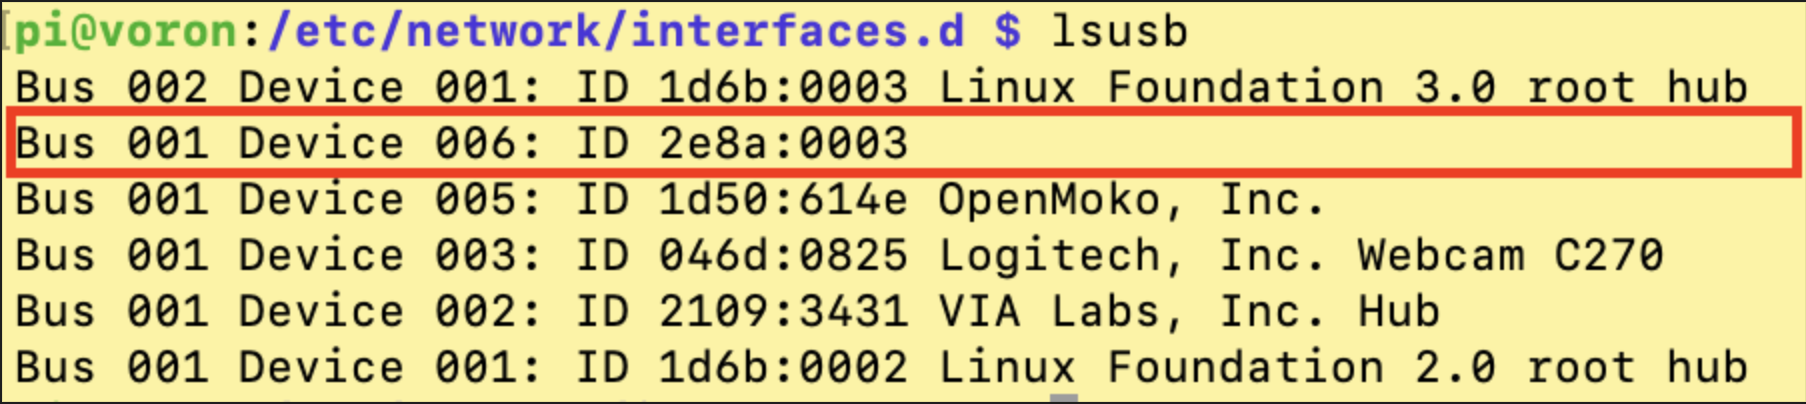 [pi@voron:/etc/network/interfaces.d $ lsusb
Bus 002 Device 001: ID 1d6b:0003 Linux Foundation 3.0 root hub
Bus 001 Device 006: ID 2e8a:0003
Bus 001 Device 005: ID 1d50:614e OpenMoko, Inc.
Bus 001 Device 003: ID 046d:0825 Logitech, Inc. Webcam C270
Bus 001 Device 002: ID 2109:3431 VIA Labs, Inc. Hub
Bus 001 Device 001: ID 1d6b:0002 Linux Foundation 2.0 root hub